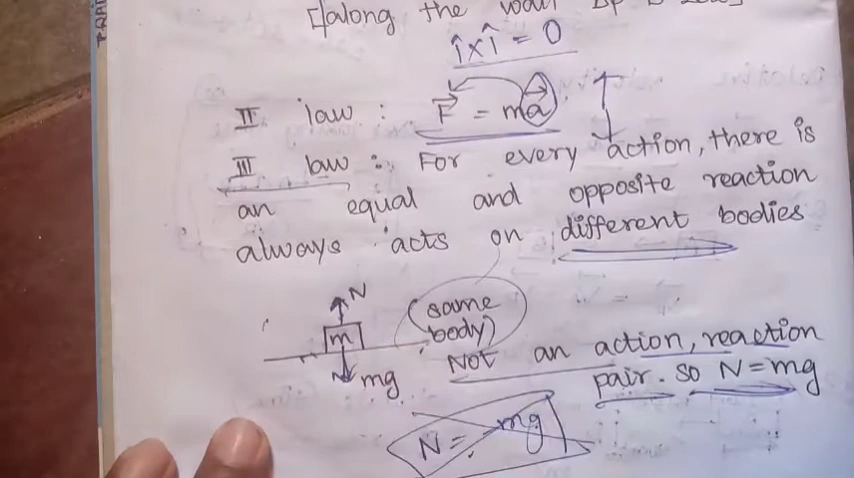 [along the
î × î = 0
II law : F⃗ = ma⃗
III law : For every action, there is
an equal and opposite reaction
always acts on different bodies
N
(same
body)
m
Not an action, reaction
mg
pair. so N=mg
N = mg